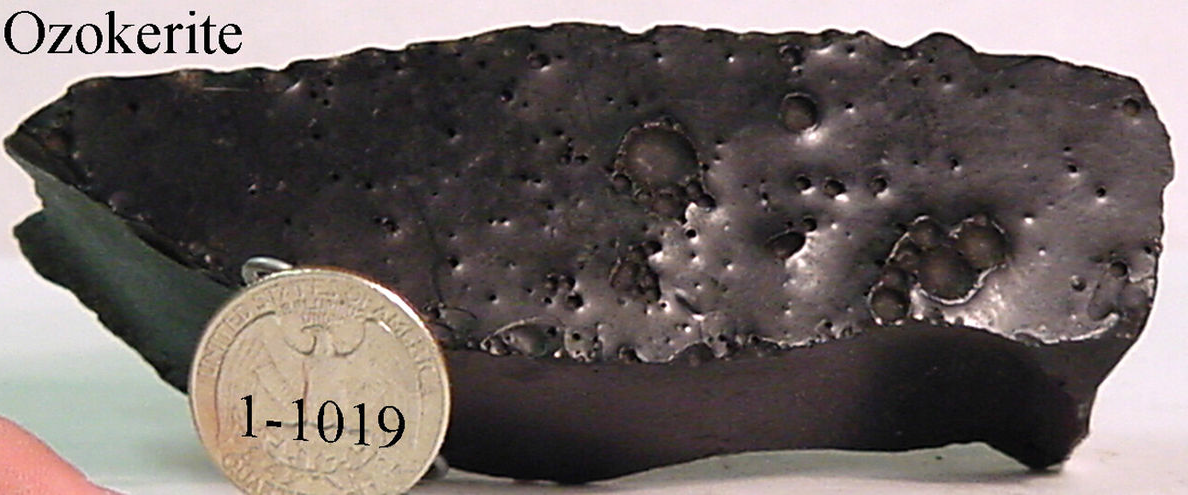 Ozokerite
UNITED STATES OF AMERICA
1-1019